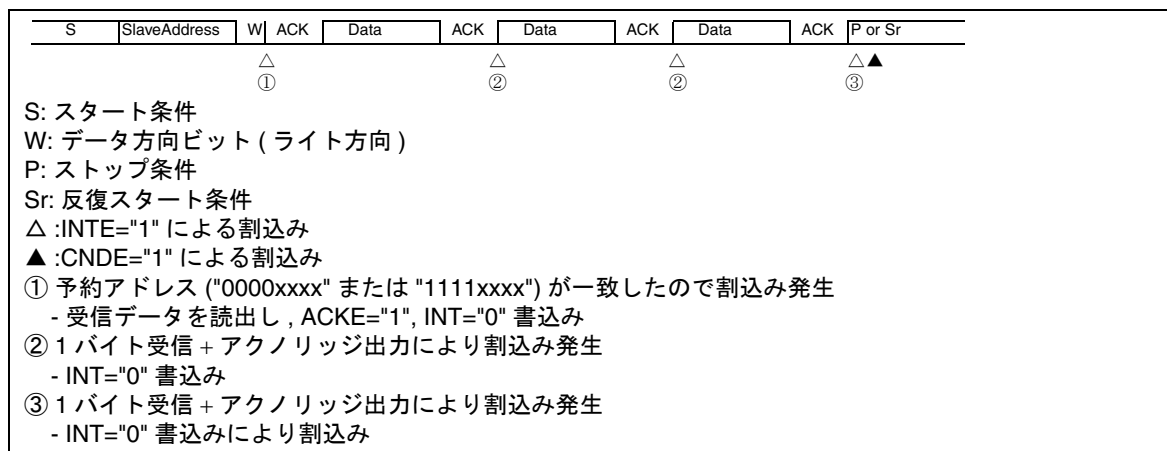 S SlaveAddress W ACK Data ACK Data ACK Data ACK P or Sr
△ △ △ △▲
① ② ② ③
S: スタート条件
W: データ方向ビット ( ライト方向 )
P: ストップ条件
Sr: 反復スタート条件
△ :INTE="1" による割込み
▲ :CNDE="1" による割込み
① 予約アドレス ("0000xxxx" または "1111xxxx") が一致したので割込み発生
- 受信データを読出し , ACKE="1", INT="0" 書込み
② 1 バイト受信 + アクノリッジ出力により割込み発生
- INT="0" 書込み
③ 1 バイト受信 + アクノリッジ出力により割込み発生
- INT="0" 書込みにより割込み